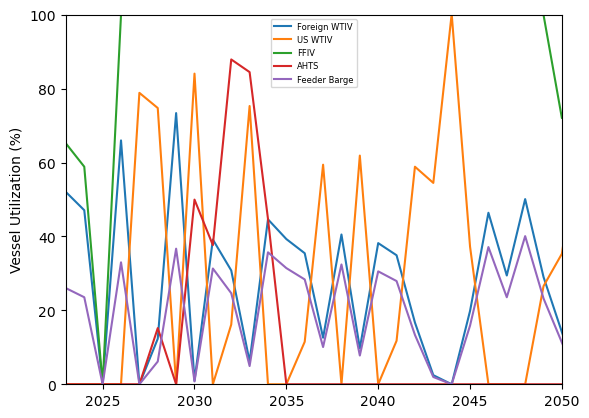 Vessel Utilization (%)
100
80
60
40
20
0
Foreign WTIV
US WTIV
FFIV
AHTS
Feeder Barge
2025 2030 2035 2040 2045 2050